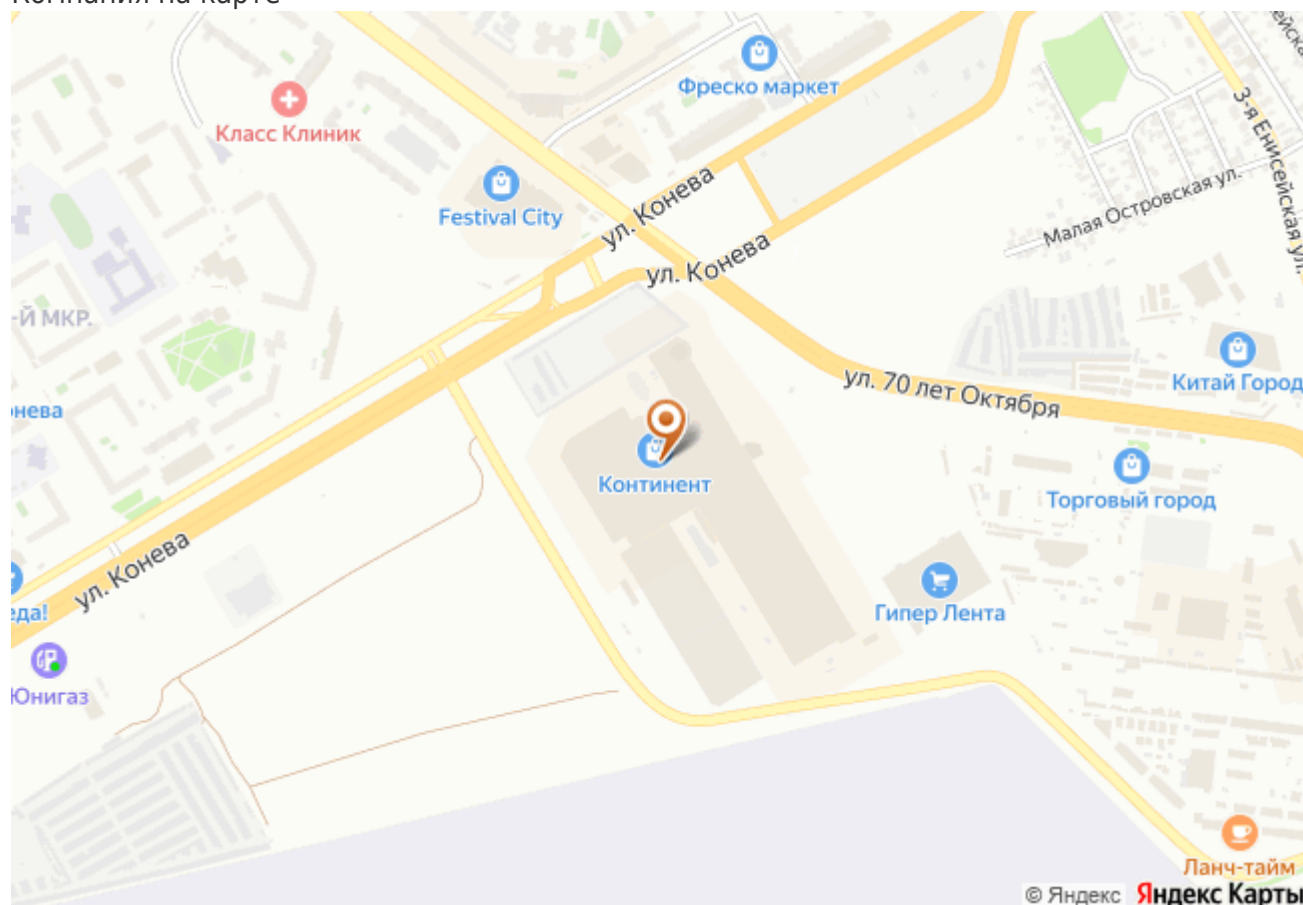 Компания на карте
Фреско маркет
Класс Клиник
3-я Енисейская ул.
Малая Островская ул.
Festival City
ул. Конева
ул. Конева
-Й МКР.
Китай Город
ул. 70 лет Октября
нева
Континент
Торговый город
ул. Конева
Гипер Лента
еда!
Юнигаз
Ланч-тайм
© Яндекс Яндекс Карты